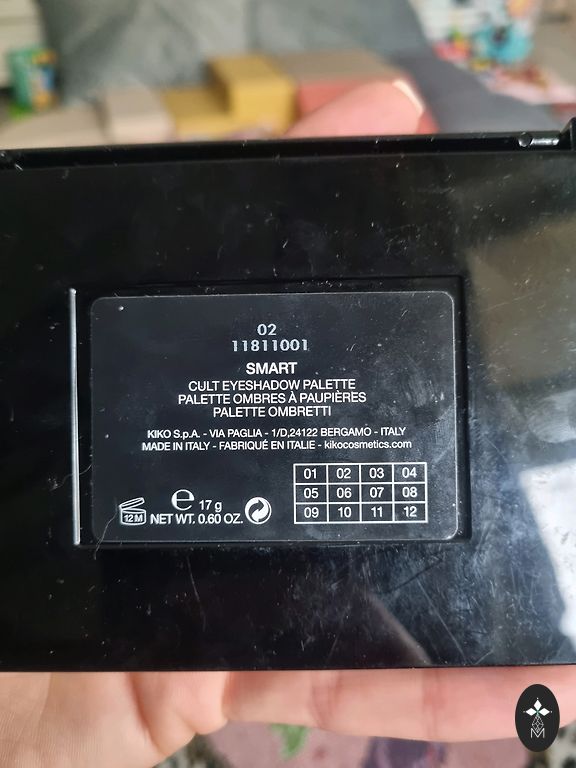 02
11811001
SMART
CULT EYESHADOW PALETTE
PALETTE OMBRES À PAUPIÈRES
PALETTE OMBRETTI
KIKO S.p.A. - VIA PAGLIA - 1/D,24122 BERGAMO - ITALY
MADE IN ITALY - FABRIQUÉ EN ITALIE - kikocosmetics.com
01 02 03 04
05 06 07 08
09 10 11 12
12M
e 17 g
NET WT. 0.60 OZ.
M